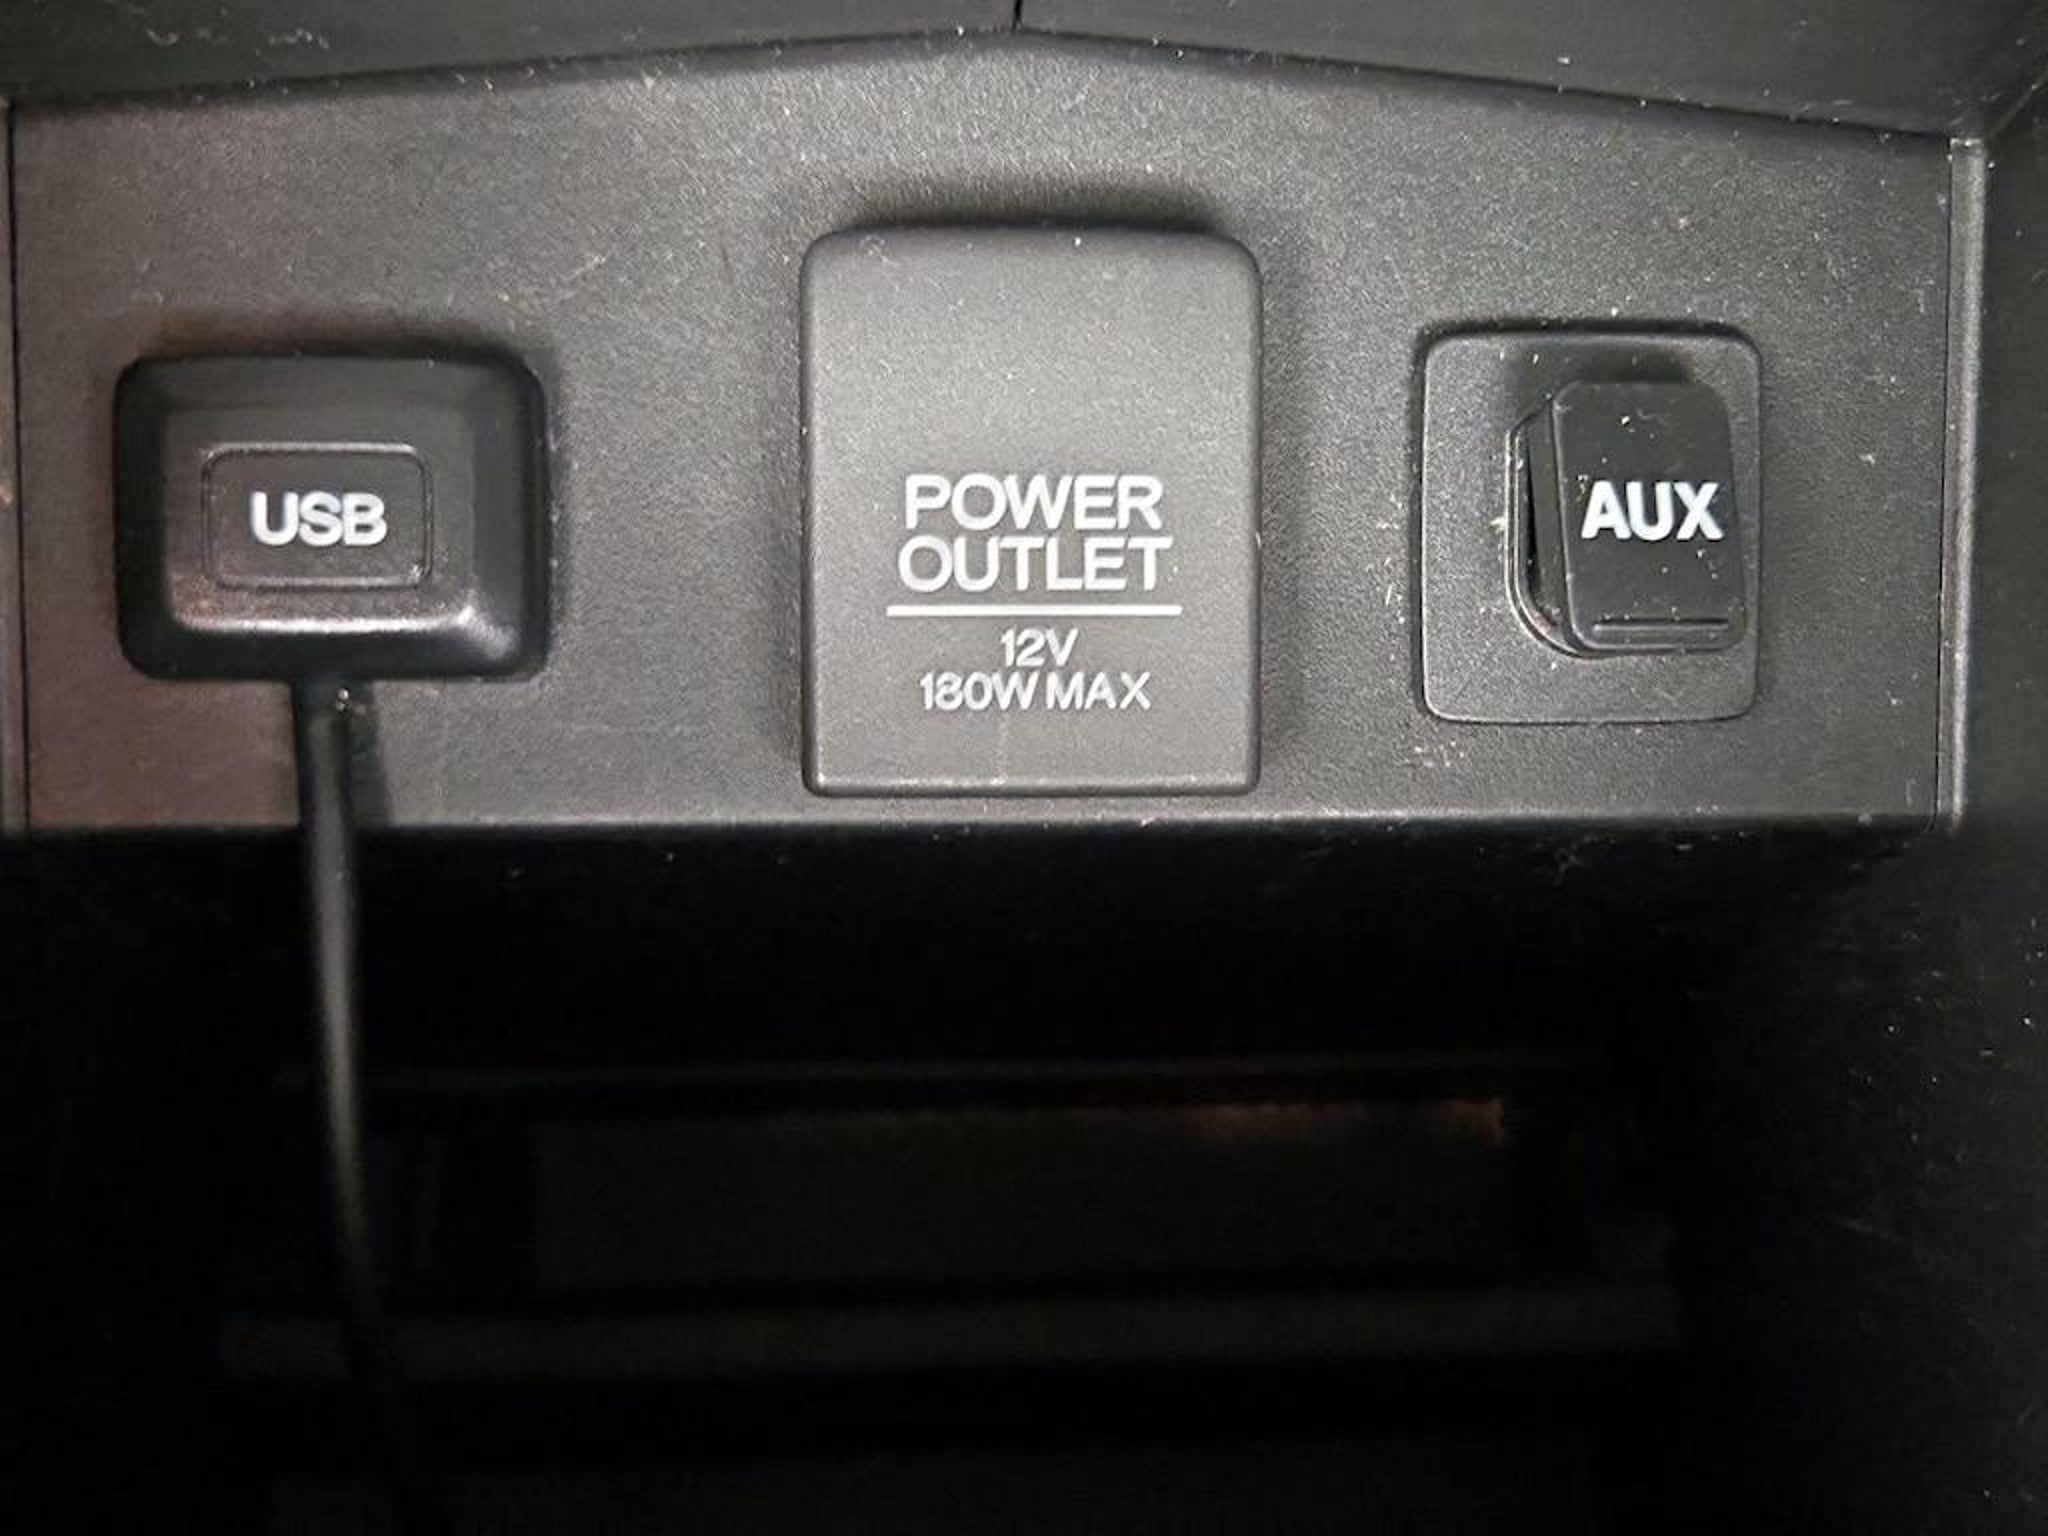 USB
POWER
OUTLET
12V
180W MAX
AUX